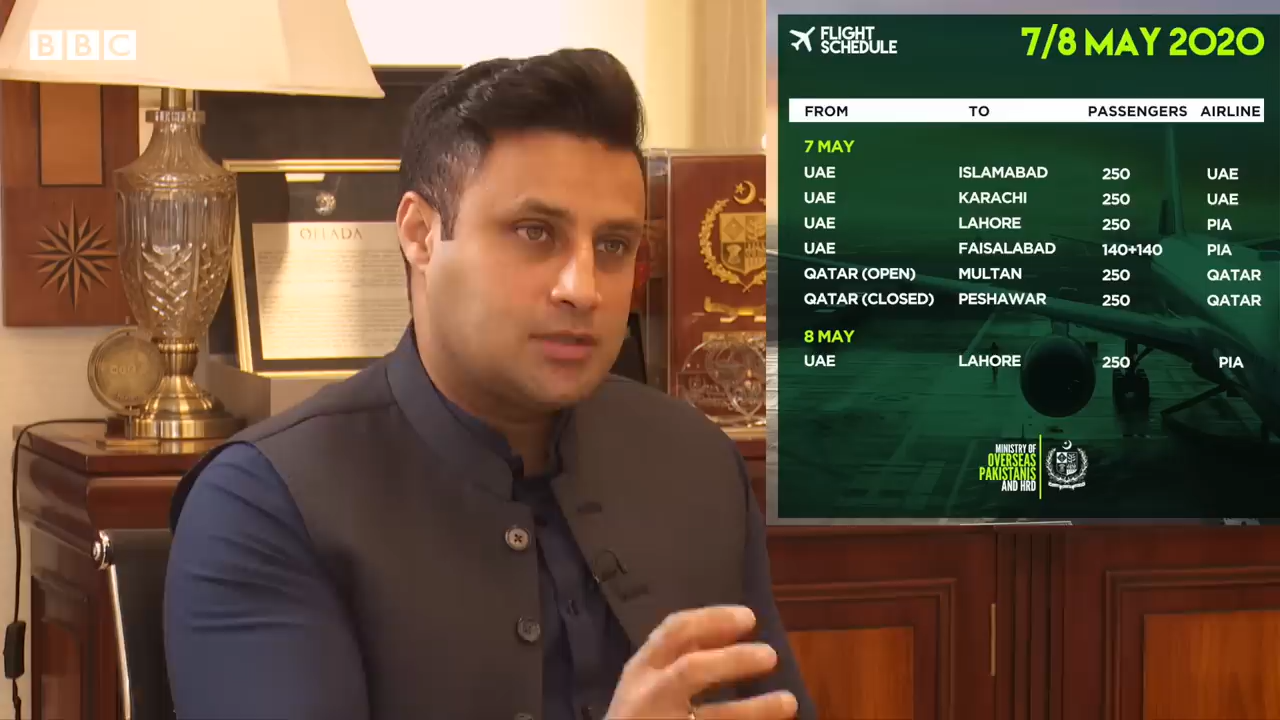 BBC
FLIGHT
SCHEDULE
7/8 MAY 2020
FROM TO PASSENGERS AIRLINE
7 MAY
UAE ISLAMABAD 250 UAE
UAE KARACHI 250 UAE
UAE LAHORE 250 PIA
UAE FAISALABAD 140+140 PIA
QATAR (OPEN) MULTAN 250 QATAR
QATAR (CLOSED) PESHAWAR 250 QATAR
8 MAY
UAE LAHORE 250 PIA
MINISTRY OF
OVERSEAS
PAKISTANIS
AND HRD